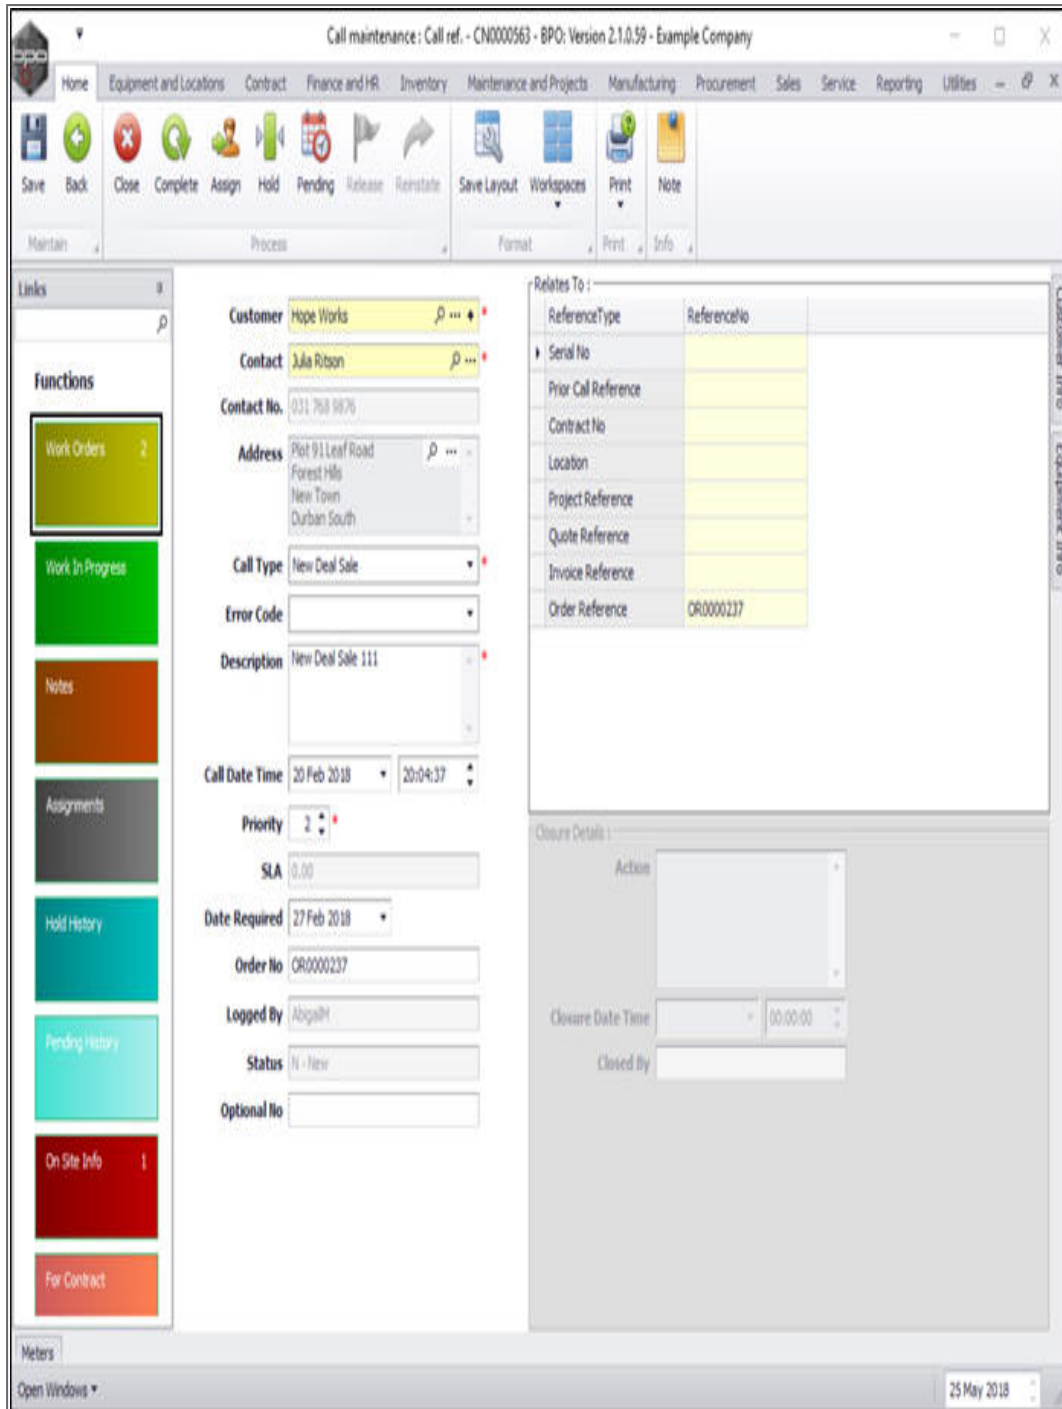 Call maintenance : Call ref. - CN0000563 - BPO: Version 2.1.0.59 - Example Company
bpo
Home Equipment and Locations Contract Finance and HR Inventory Maintenance and Projects Manufacturing Procurement Sales Service Reporting Utilities
Save Back Close Complete Assign Hold Pending Release Reinstate Save Layout Workspaces Print Note
Maintain Process Format Print Info
Links
Functions
Work Orders 2
Work In Progress
Notes
Assignments
Hold History
Pending History
On Site Info 1
For Contract
Customer Hope Works *
Contact Julia Ritson *
Contact No. 031 768 9876
Address Plot 91 Leaf Road
Forest Hills
New Town
Durban South
Call Type New Deal Sale *
Error Code
Description New Deal Sale 111 *
Call Date Time 20 Feb 2018 20:04:37
Priority 2 *
SLA 0.00
Date Required 27 Feb 2018
Order No OR0000237
Logged By AbigailM
Status N - New
Optional No
Relates To :
ReferenceType ReferenceNo
Serial No
Prior Call Reference
Contract No
Location
Project Reference
Quote Reference
Invoice Reference
Order Reference OR0000237
Closure Details :
Action
Closure Date Time 00:00:00
Closed By
Meters
Open Windows
25 May 2018